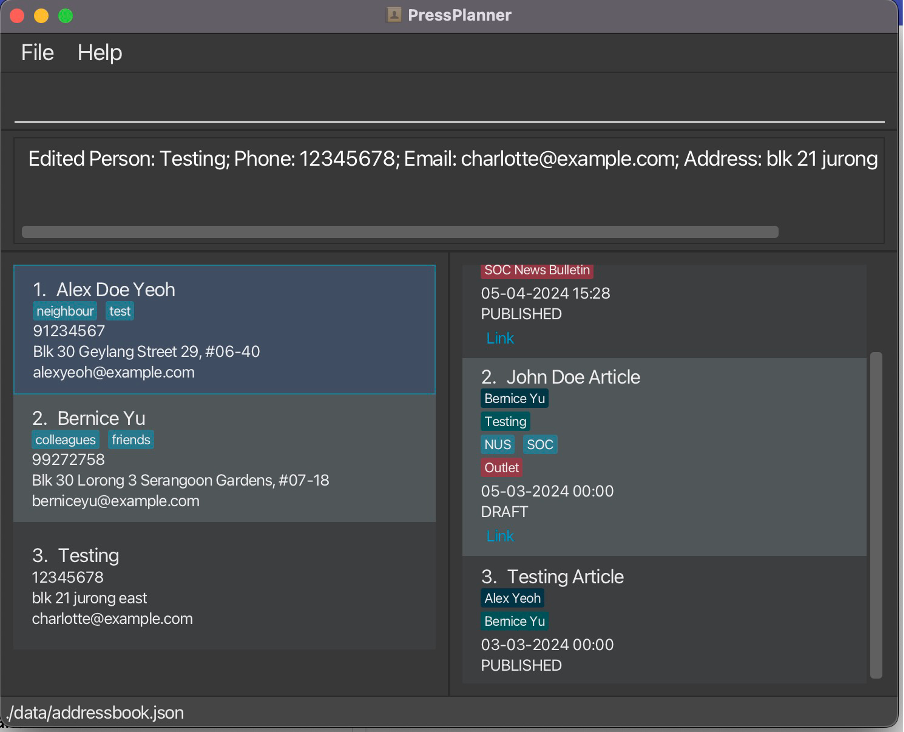 PressPlanner
File Help
Edited Person: Testing; Phone: 12345678; Email: charlotte@example.com; Address: blk 21 jurong
1. Alex Doe Yeoh
neighbour test
91234567
Blk 30 Geylang Street 29, #06-40
alexyeoh@example.com
2. Bernice Yu
colleagues friends
99272758
Blk 30 Lorong 3 Serangoon Gardens, #07-18
berniceyu@example.com
3. Testing
12345678
blk 21 jurong east
charlotte@example.com
SOC News Bulletin
05-04-2024 15:28
PUBLISHED
Link
2. John Doe Article
Bernice Yu
Testing
NUS SOC
Outlet
05-03-2024 00:00
DRAFT
Link
3. Testing Article
Alex Yeoh
Bernice Yu
03-03-2024 00:00
PUBLISHED
./data/addressbook.json